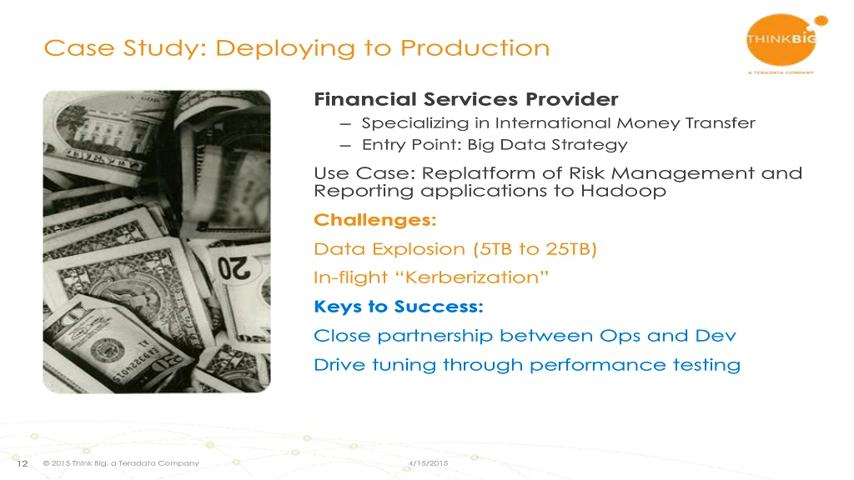 Case Study: Deploying to Production
THINKBIG
A TERADATA COMPANY
Financial Services Provider
– Specializing in International Money Transfer
– Entry Point: Big Data Strategy
Use Case: Replatform of Risk Management and
Reporting applications to Hadoop
Challenges:
Data Explosion (5TB to 25TB)
In-flight “Kerberization”
Keys to Success:
Close partnership between Ops and Dev
Drive tuning through performance testing
20
12 © 2015 Think Big, a Teradata Company 4/15/2015